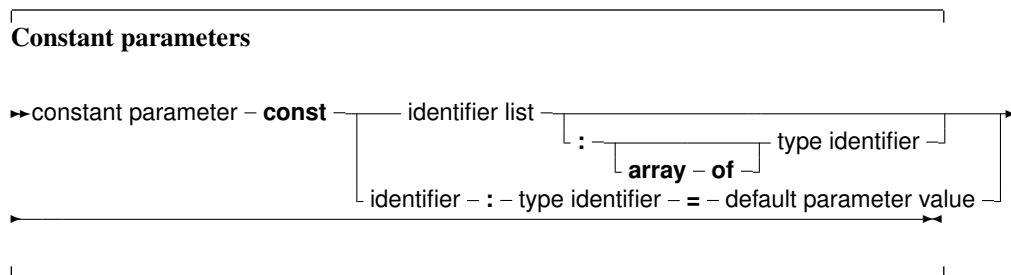 Constant parameters
constant parameter – const – identifier list
: – type identifier
array – of
identifier – : – type identifier – = – default parameter value